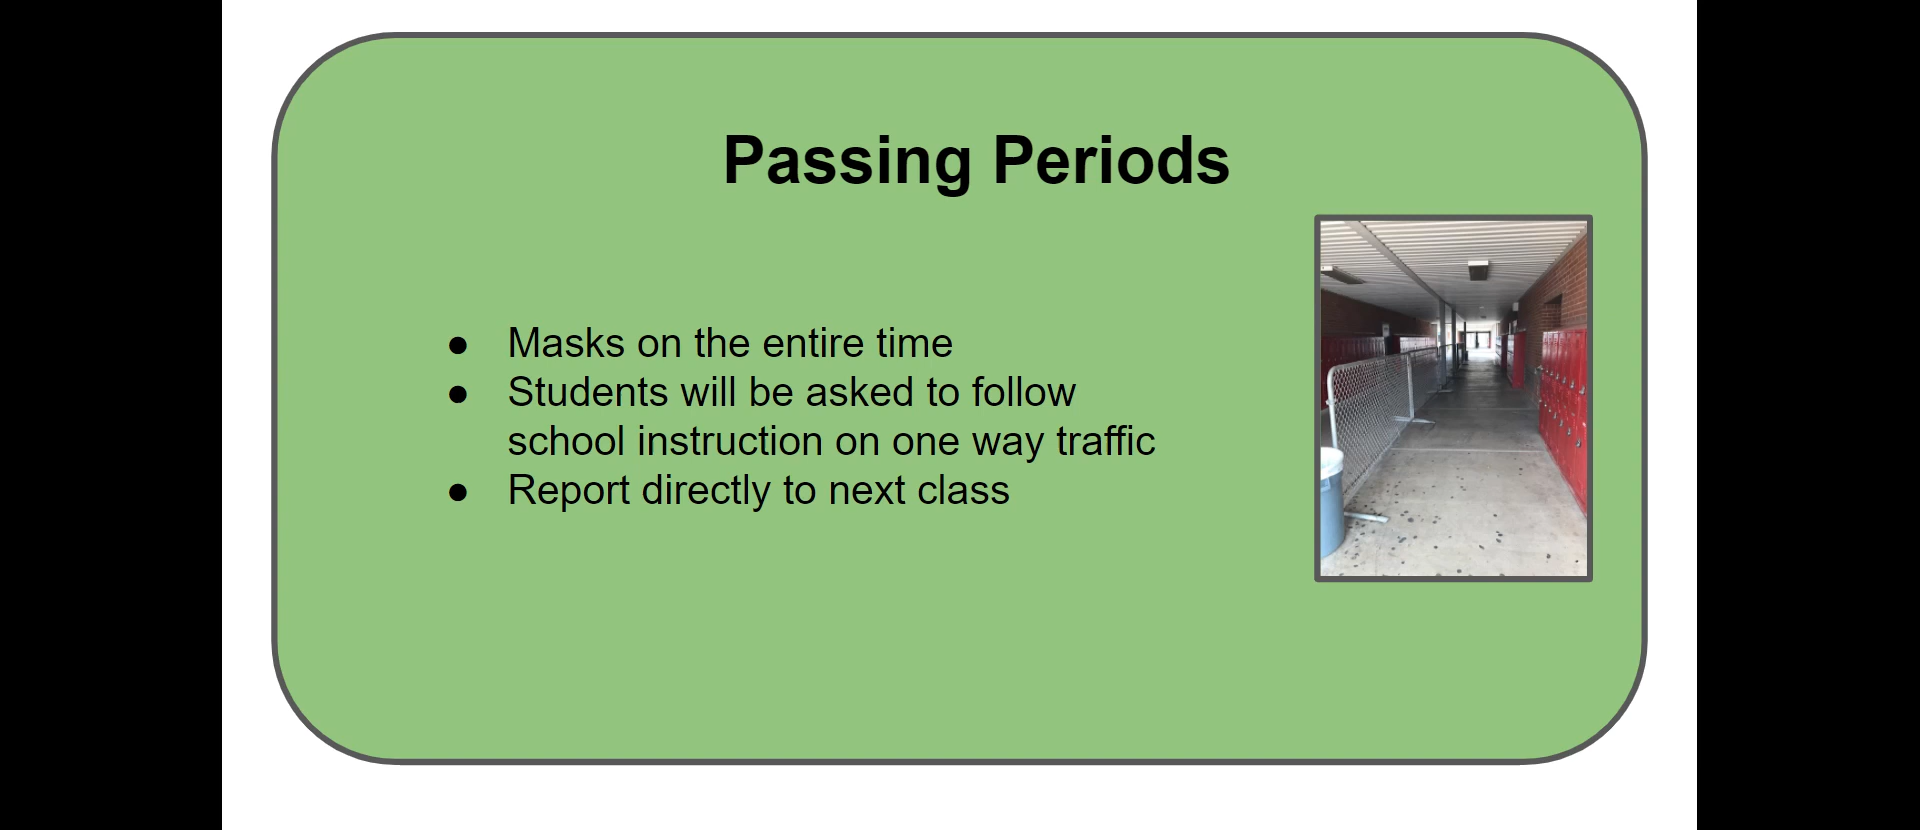 Passing Periods
● Masks on the entire time
● Students will be asked to follow
school instruction on one way traffic
● Report directly to next class